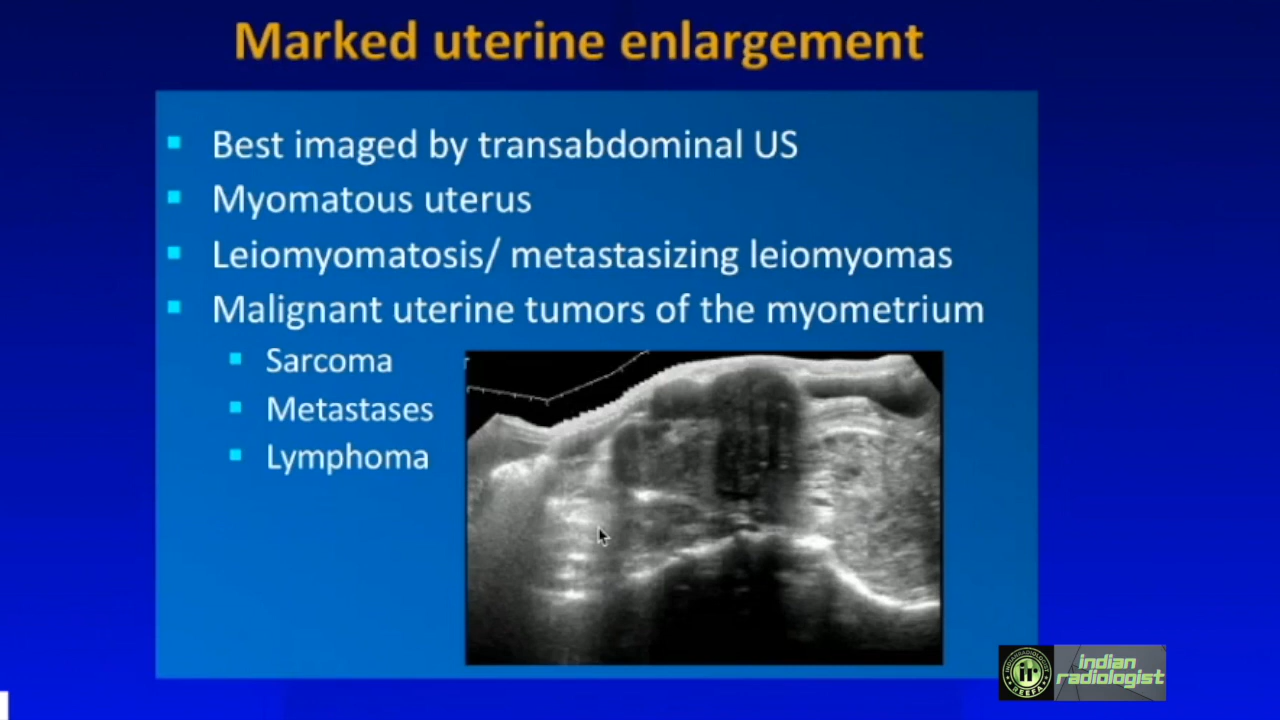 Marked uterine enlargement
Best imaged by transabdominal US
Myomatous uterus
Leiomyomatosis/ metastasizing leiomyomas
Malignant uterine tumors of the myometrium
Sarcoma
Metastases
Lymphoma
indian
radiologist